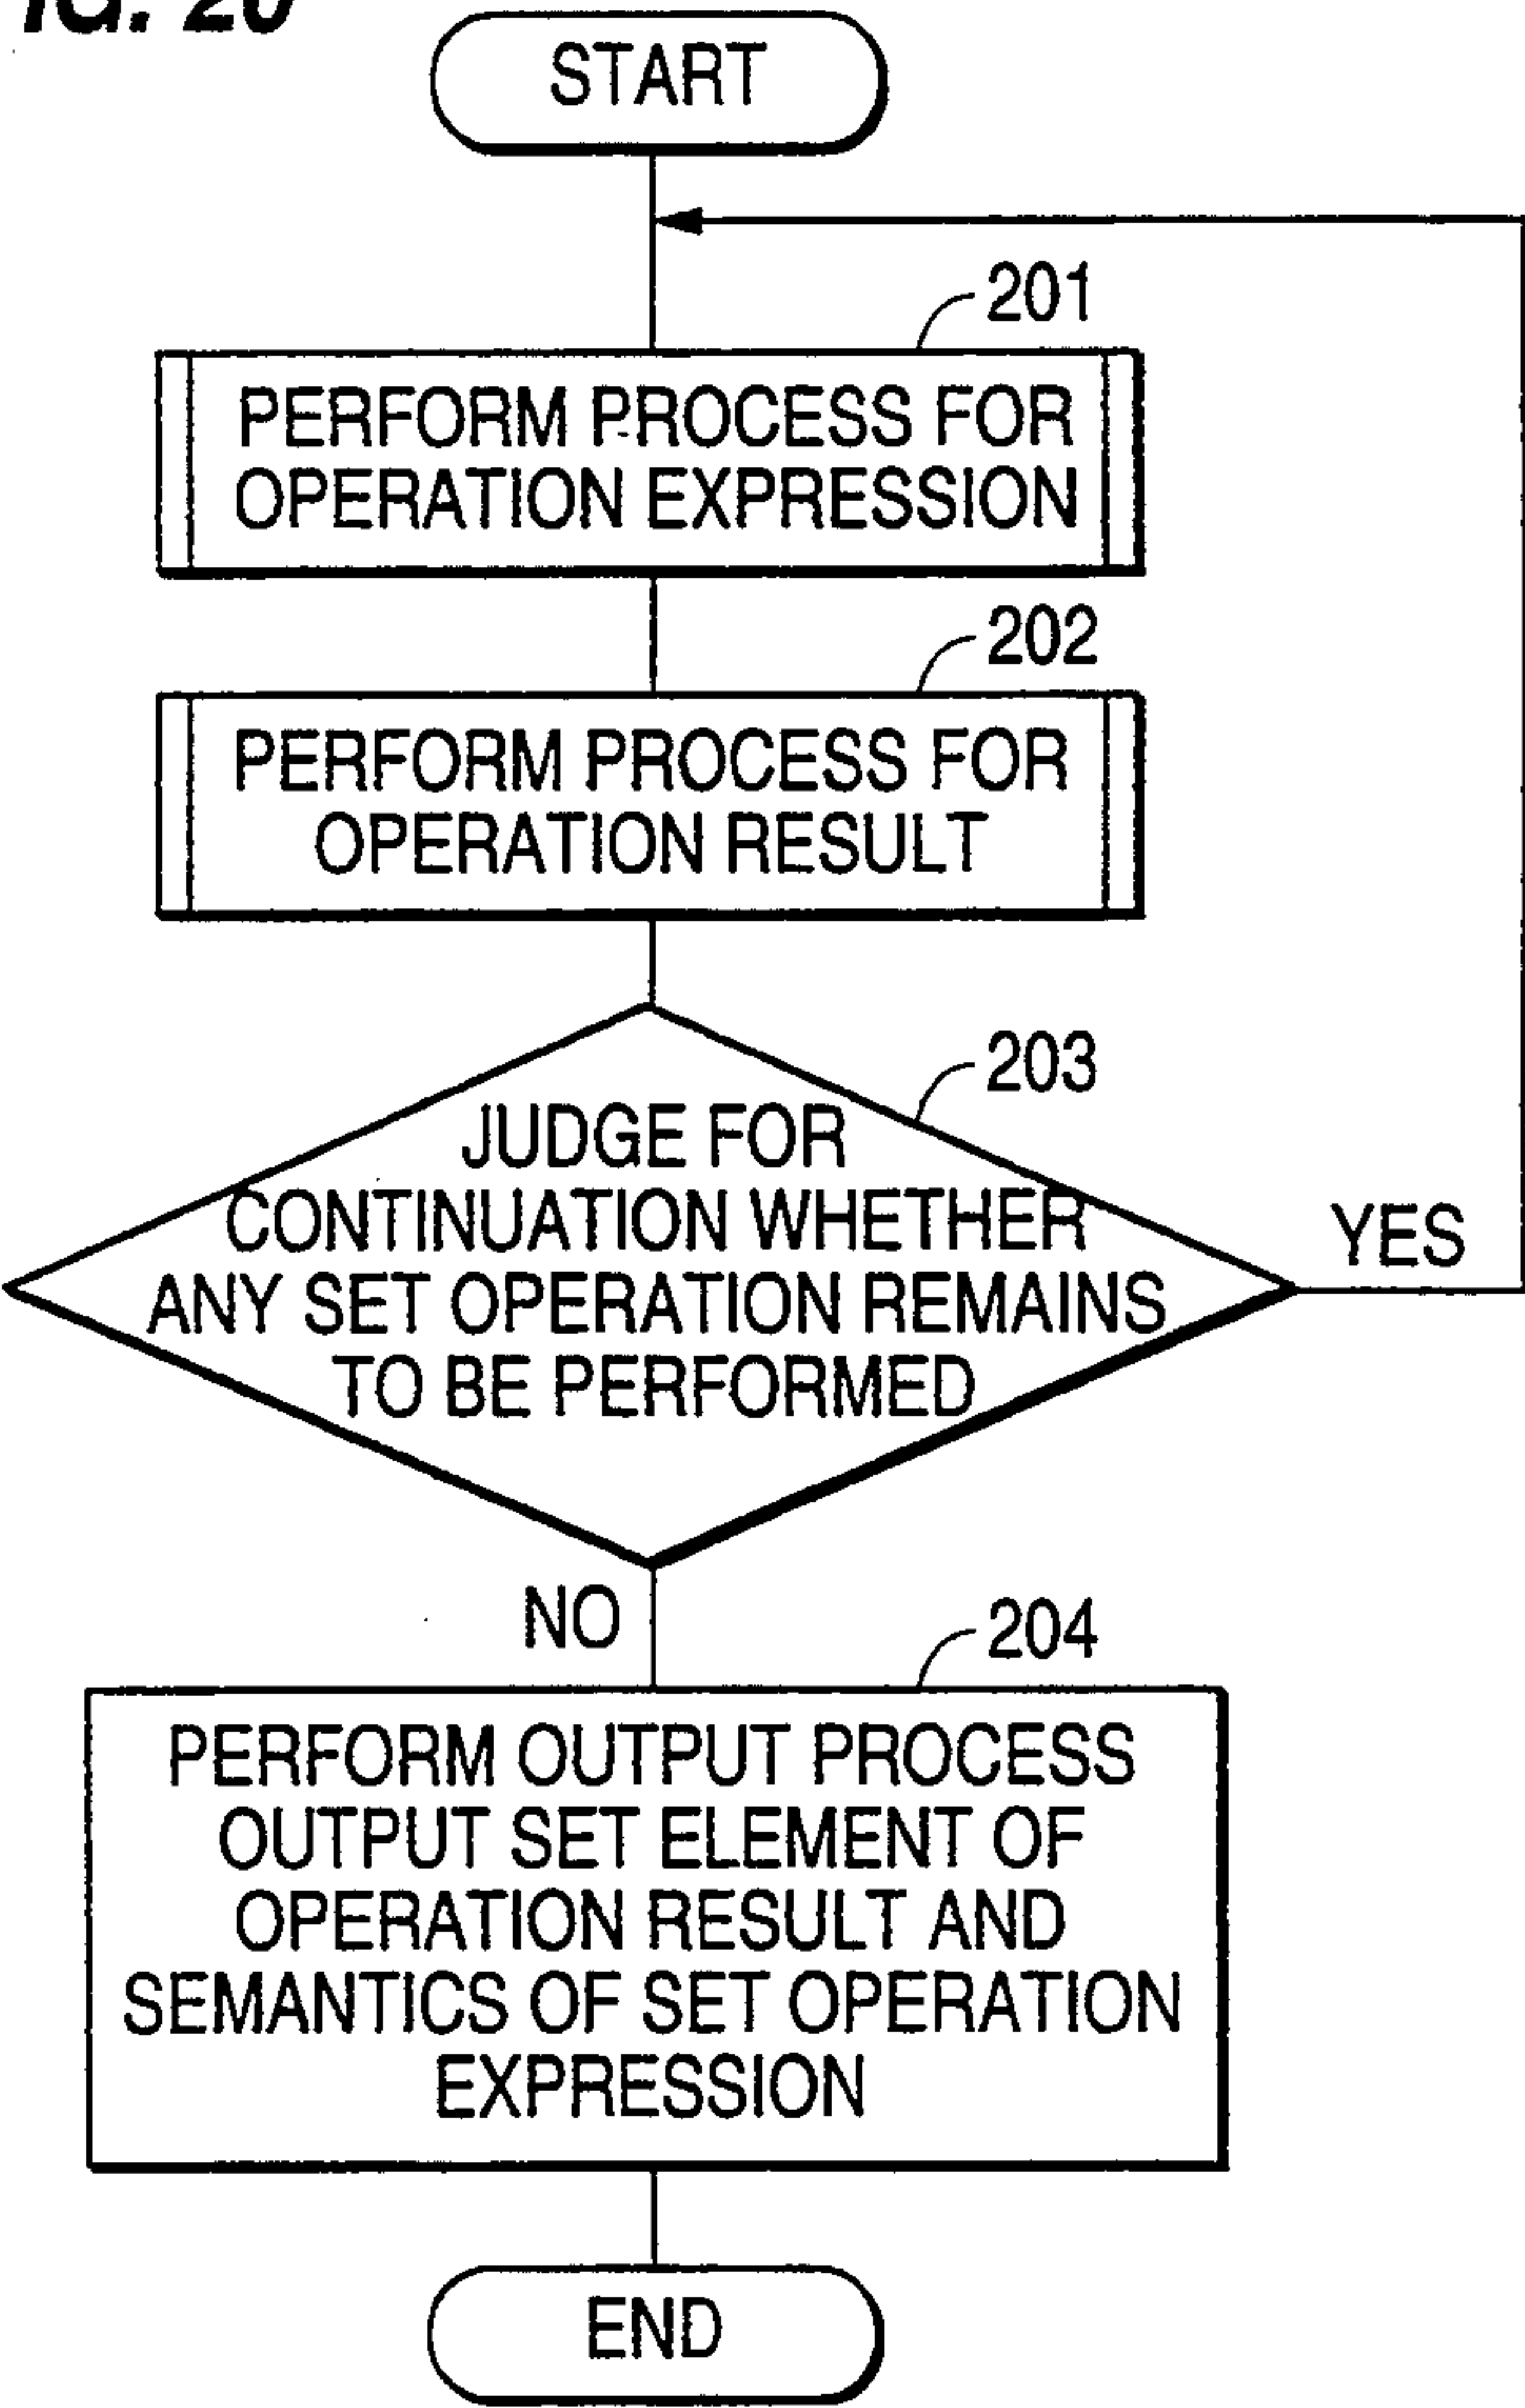 START
201
PERFORM PROCESS FOR
OPERATION EXPRESSION
202
PERFORM PROCESS FOR
OPERATION RESULT
203
JUDGE FOR
CONTINUATION WHETHER
ANY SET OPERATION REMAINS
TO BE PERFORMED
YES
NO
204
PERFORM OUTPUT PROCESS
OUTPUT SET ELEMENT OF
OPERATION RESULT AND
SEMANTICS OF SET OPERATION
EXPRESSION
END